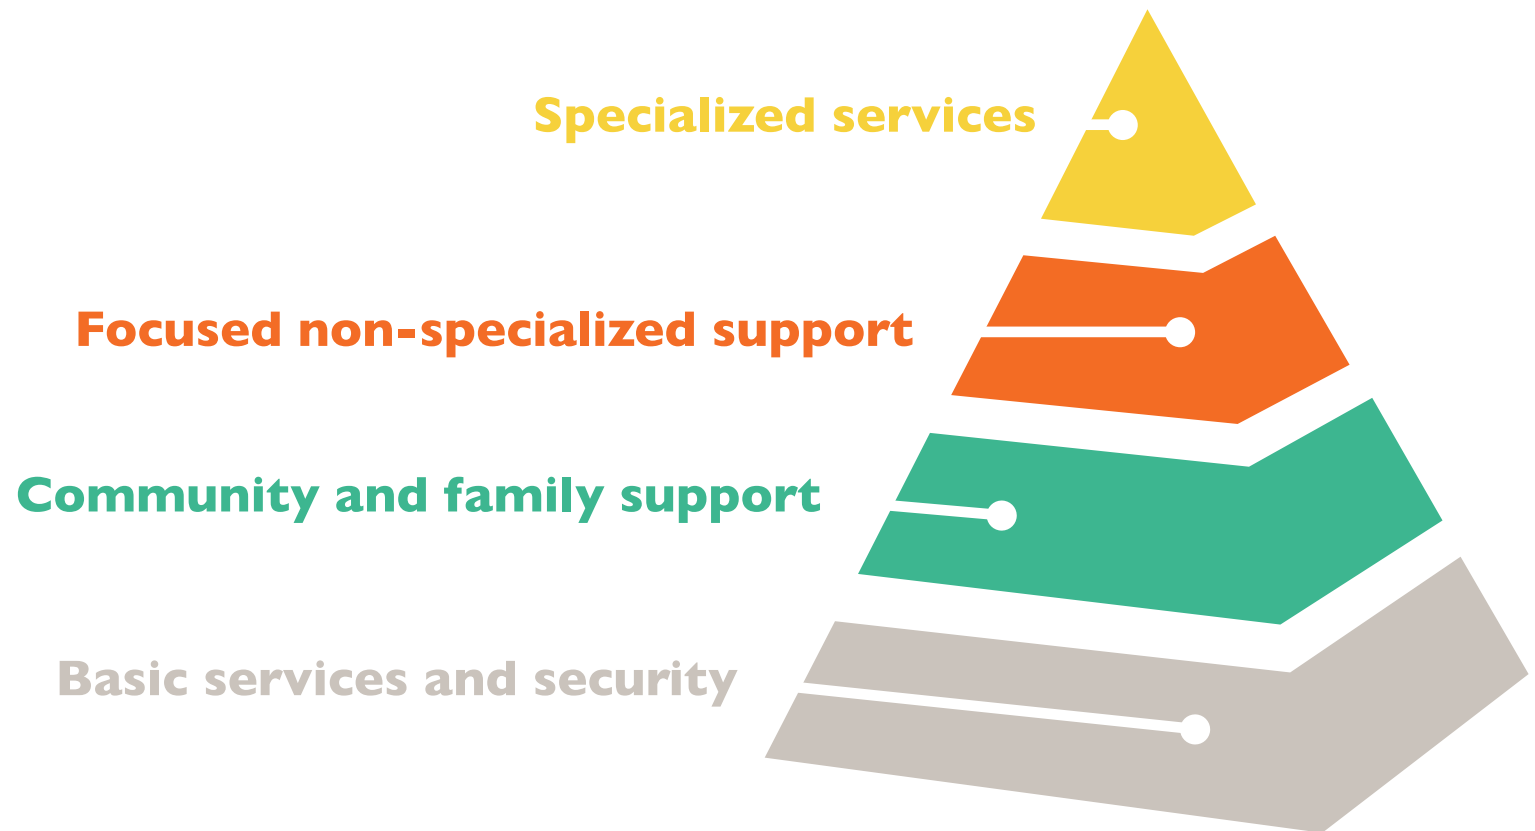 Specialized services
Focused non-specialized support
Community and family support
Basic services and security